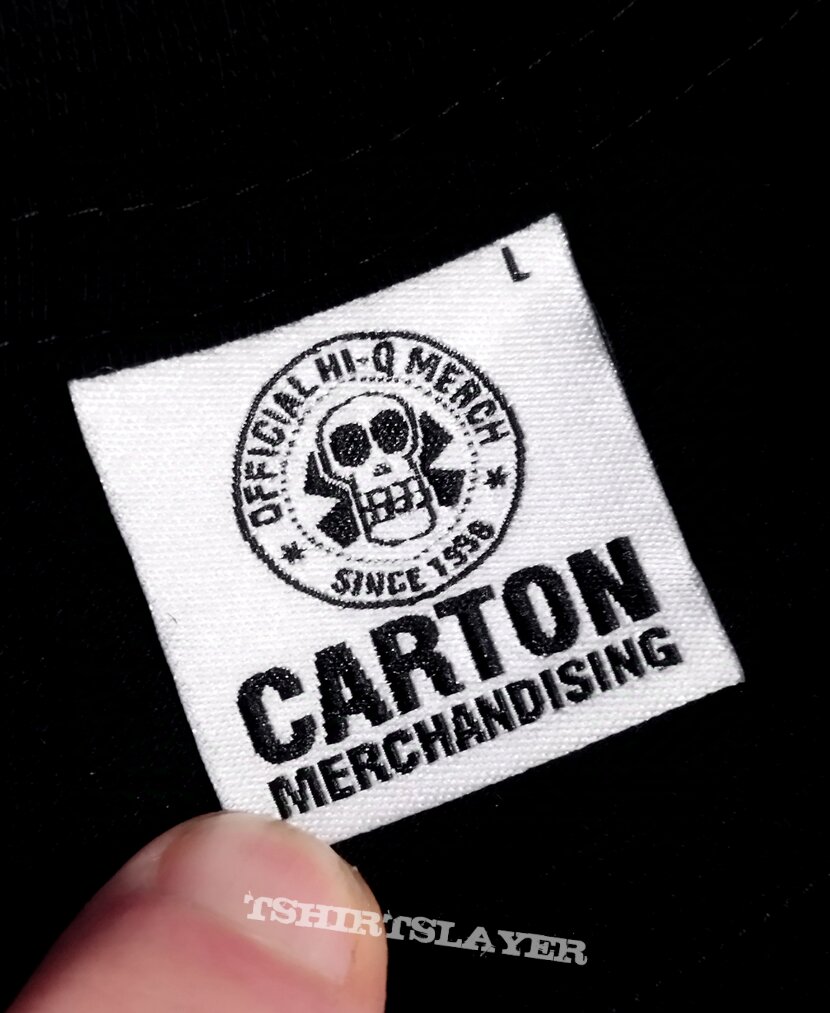 L
OFFICIAL HI-Q MERCH
SINCE 1998
CARTON
MERCHANDISING
TSHIRTSLAYER